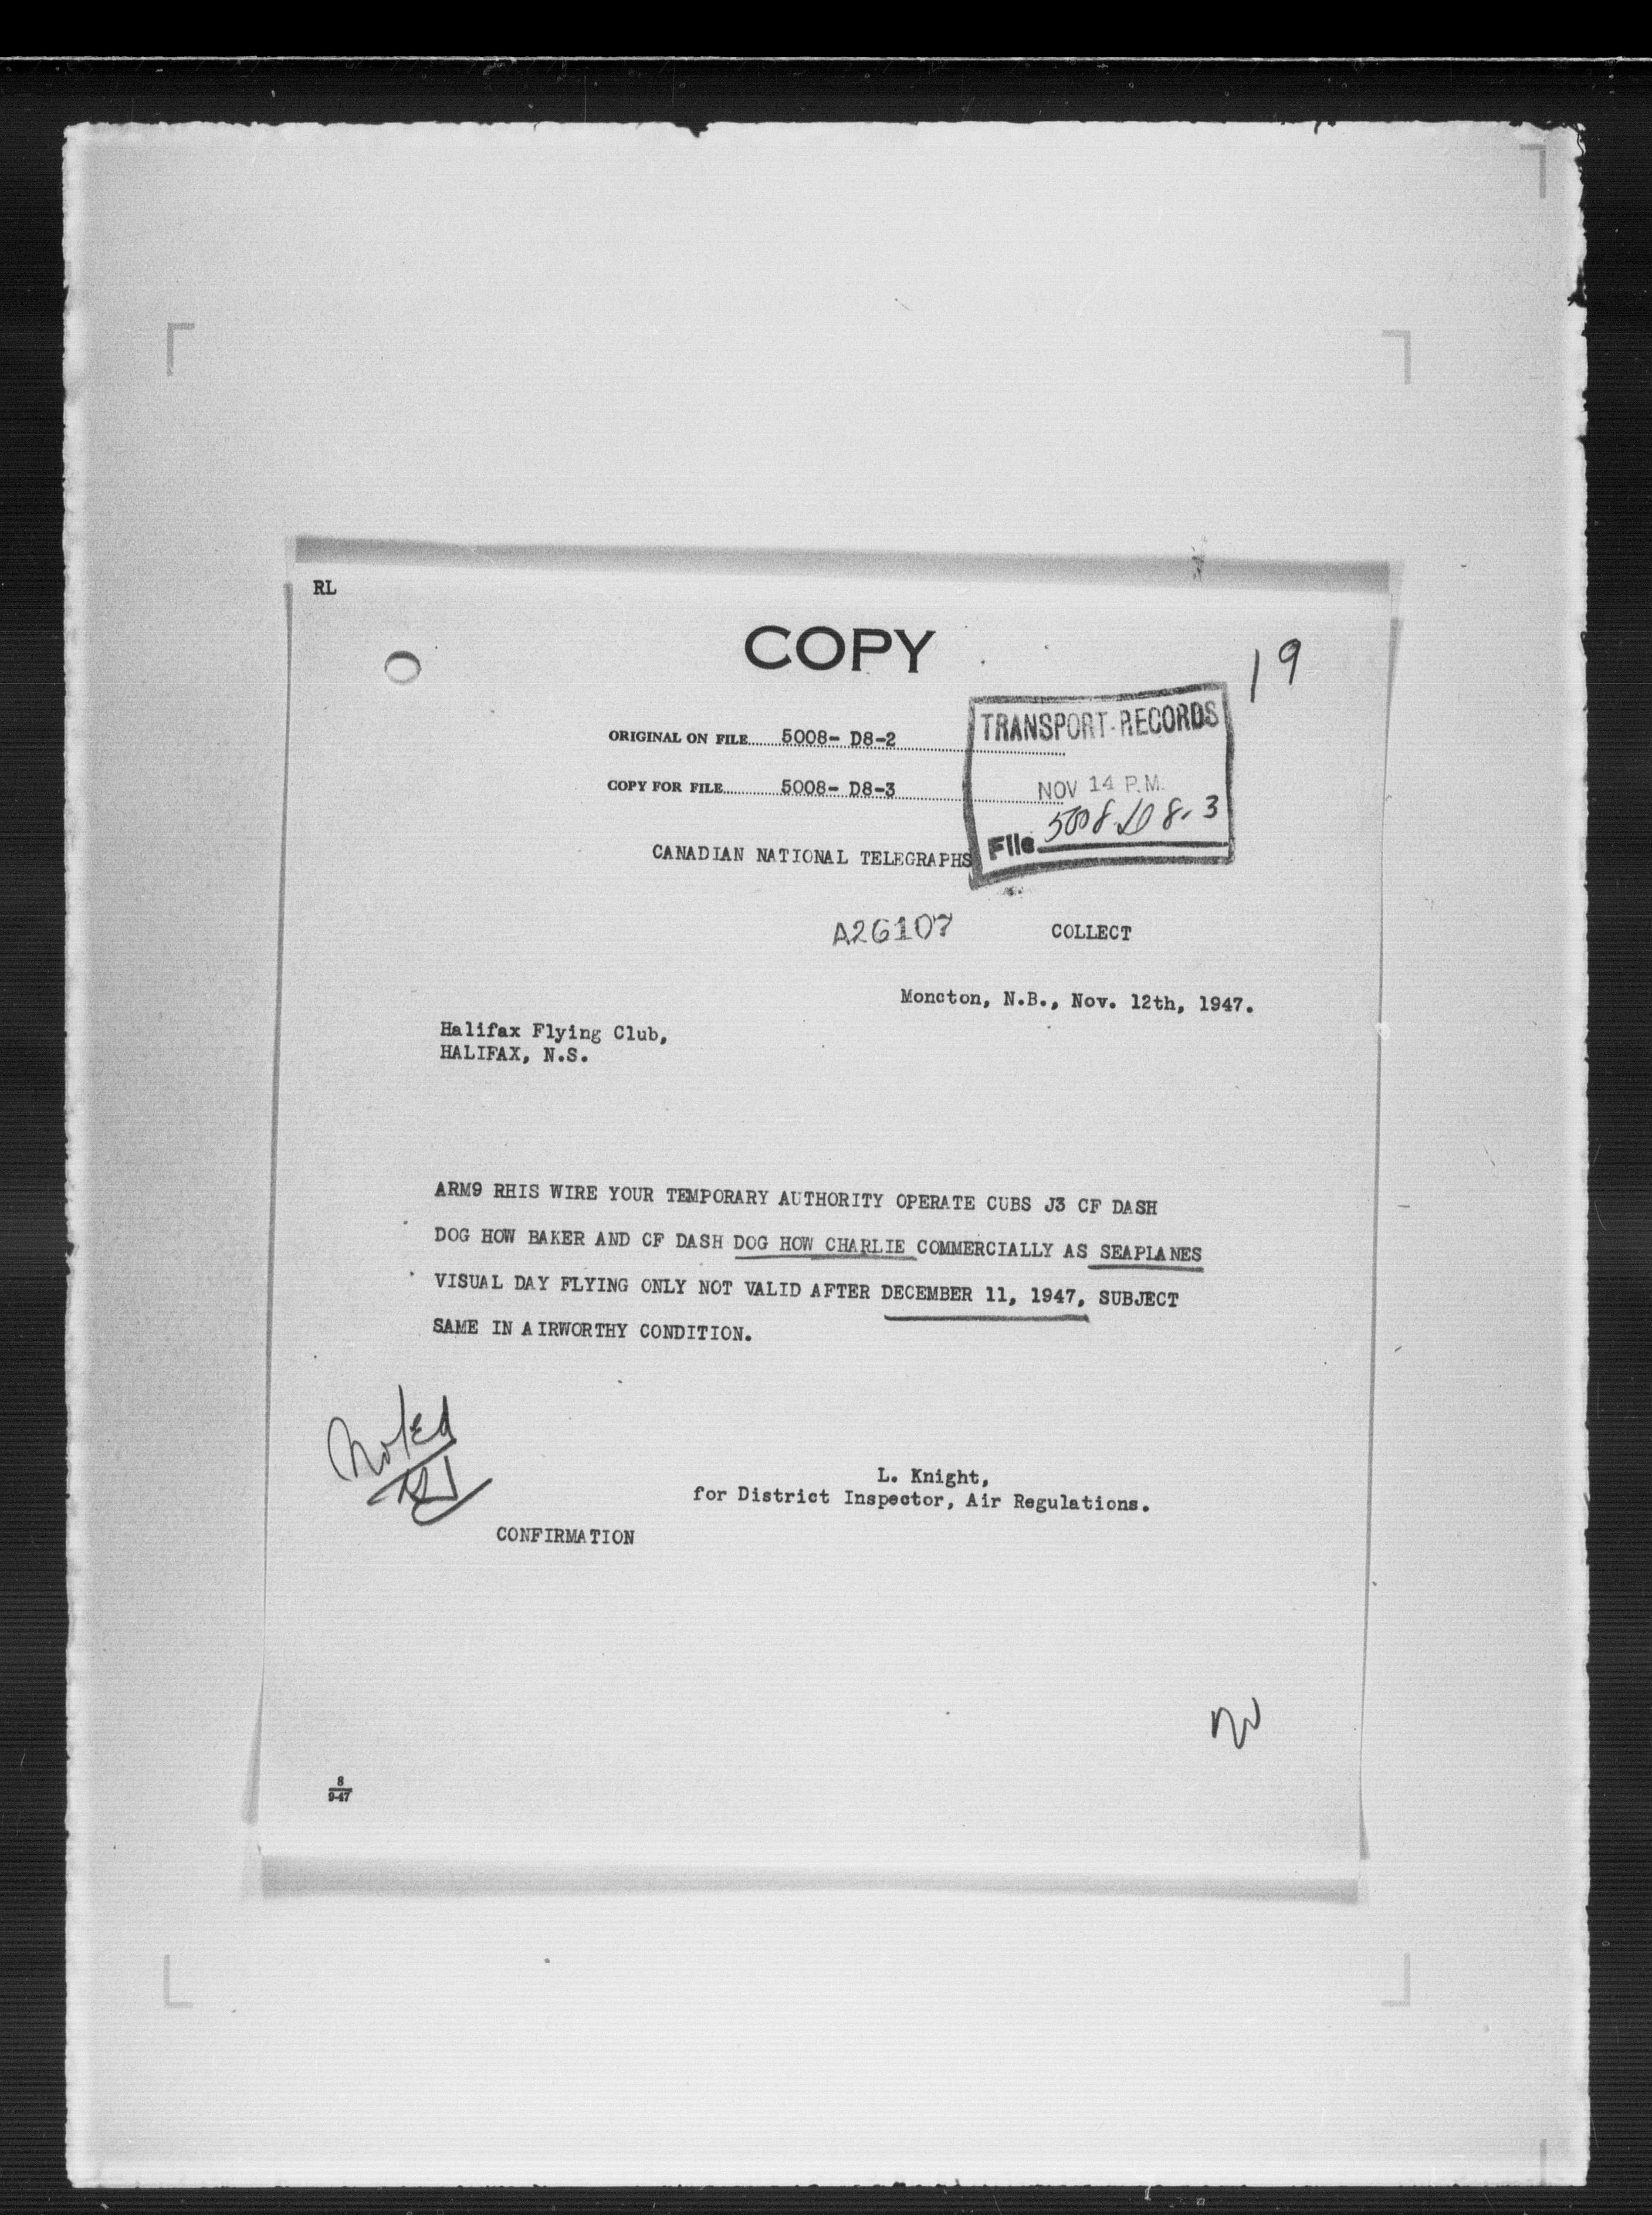 RL
COPY
19
ORIGINAL ON FILE 5008- D8-2
TRANSPORT-RECORDS
COPY FOR FILE 5008- D8-3
NOV 14 P.M.
File 5008 D8-3
CANADIAN NATIONAL TELEGRAPHS
A26107 COLLECT
Moncton, N.B., Nov. 12th, 1947.
Halifax Flying Club,
HALIFAX, N.S.
ARM9 RHIS WIRE YOUR TEMPORARY AUTHORITY OPERATE CUBS J3 CF DASH
DOG HOW BAKER AND CF DASH DOG HOW CHARLIE COMMERCIALLY AS SEAPLANES
VISUAL DAY FLYING ONLY NOT VALID AFTER DECEMBER 11, 1947, SUBJECT
SAME IN AIRWORTHY CONDITION.
Noted
L. Knight,
for District Inspector, Air Regulations.
CONFIRMATION
8
9-47